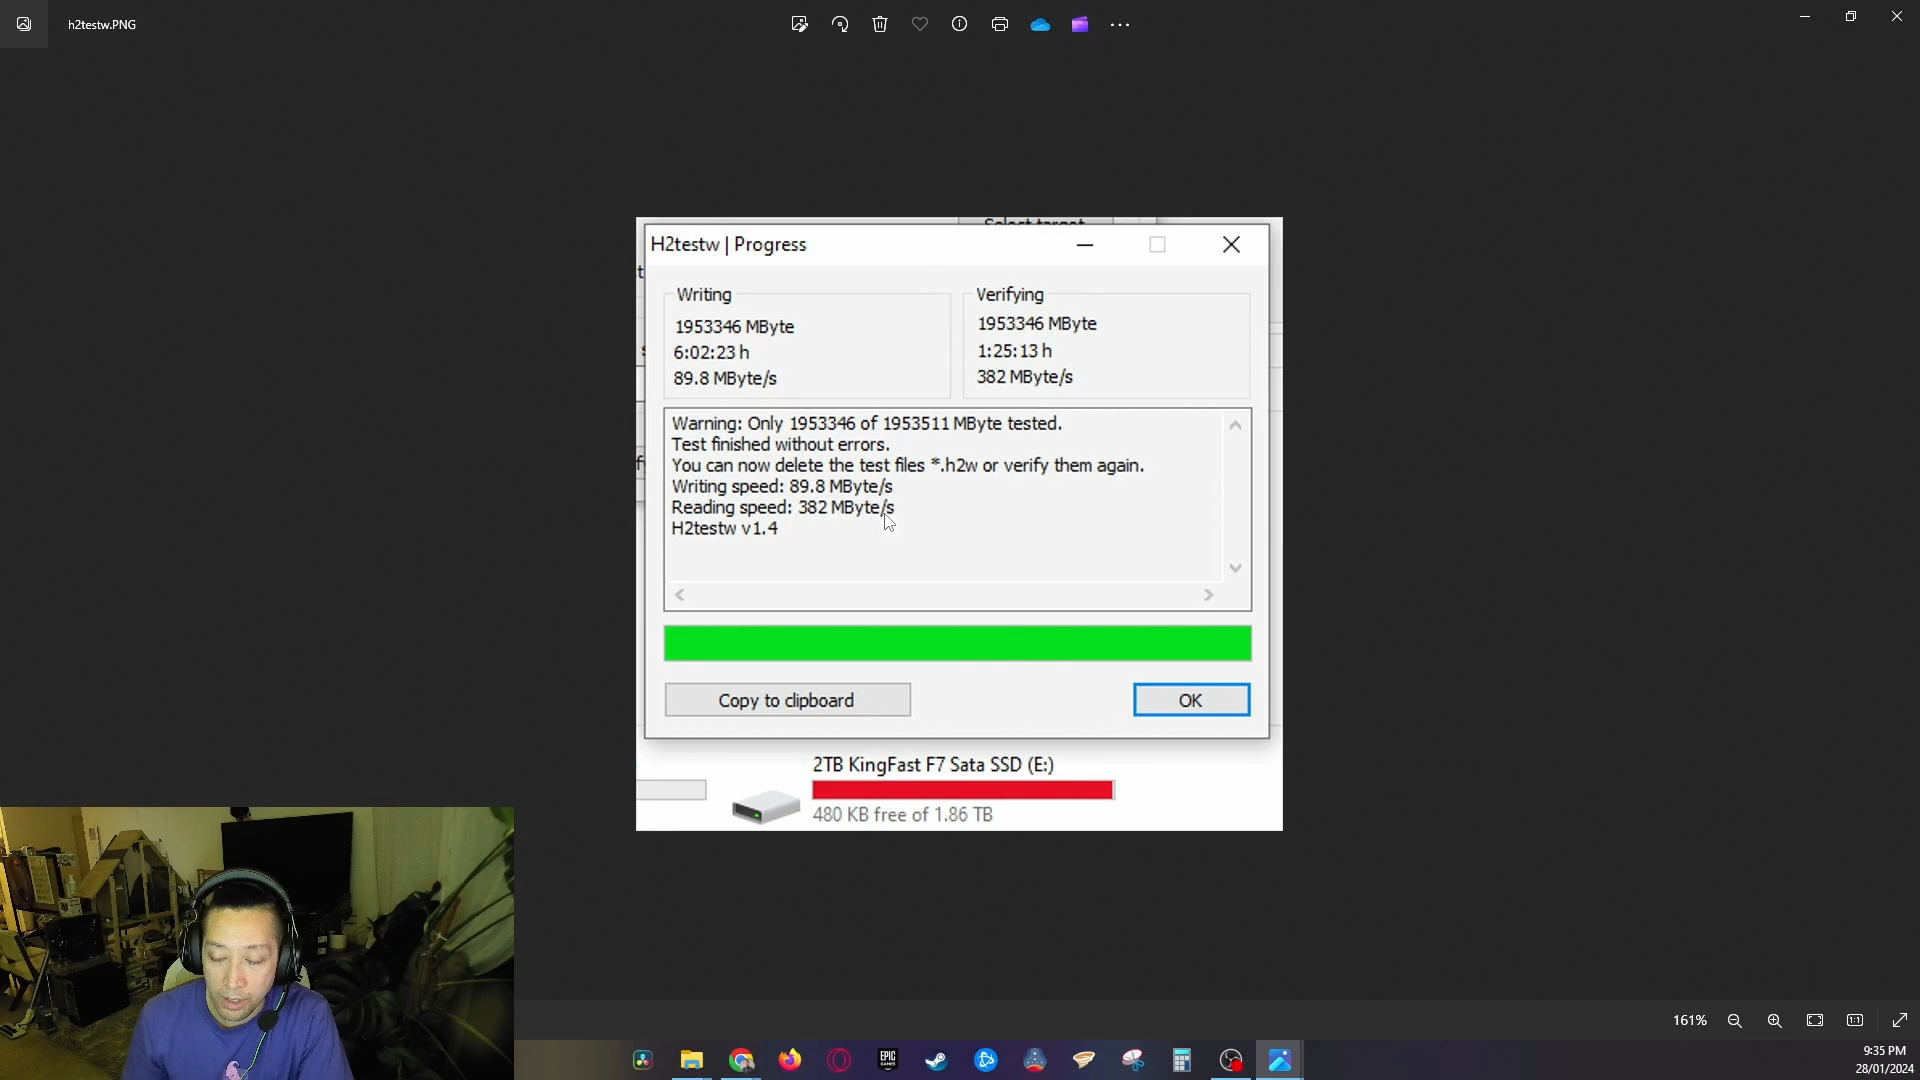 h2testw.PNG
H2testw | Progress
Writing
1953346 MByte
6:02:23 h
89.8 MByte/s
Verifying
1953346 MByte
1:25:13 h
382 MByte/s
Warning: Only 1953346 of 1953511 MByte tested.
Test finished without errors.
You can now delete the test files *.h2w or verify them again.
Writing speed: 89.8 MByte/s
Reading speed: 382 MByte/s
H2testw v1.4
Copy to clipboard
OK
2TB KingFast F7 Sata SSD (E:)
480 KB free of 1.86 TB
161%
EPIC
GAMES
9:35 PM
28/01/2024